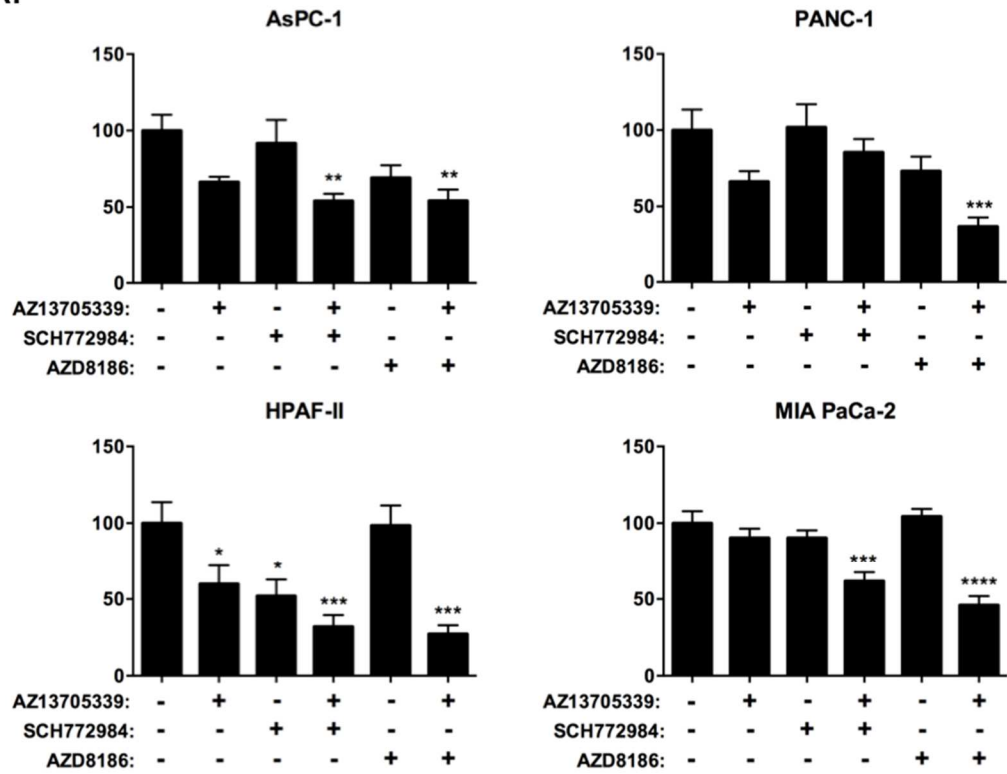 AsPC-1
150
100
50
0
** **
AZ13705339: - + - + - +
SCH772984: - - + + - -
AZD8186: - - - - + +
PANC-1
150
100
50
0
***
AZ13705339: - + - + - +
SCH772984: - - + + - -
AZD8186: - - - - + +
HPAF-II
150
100
50
0
* * *** ***
AZ13705339: - + - + - +
SCH772984: - - + + - -
AZD8186: - - - - + +
MIA PaCa-2
150
100
50
0
*** ****
AZ13705339: - + - + - +
SCH772984: - - + + - -
AZD8186: - - - - + +